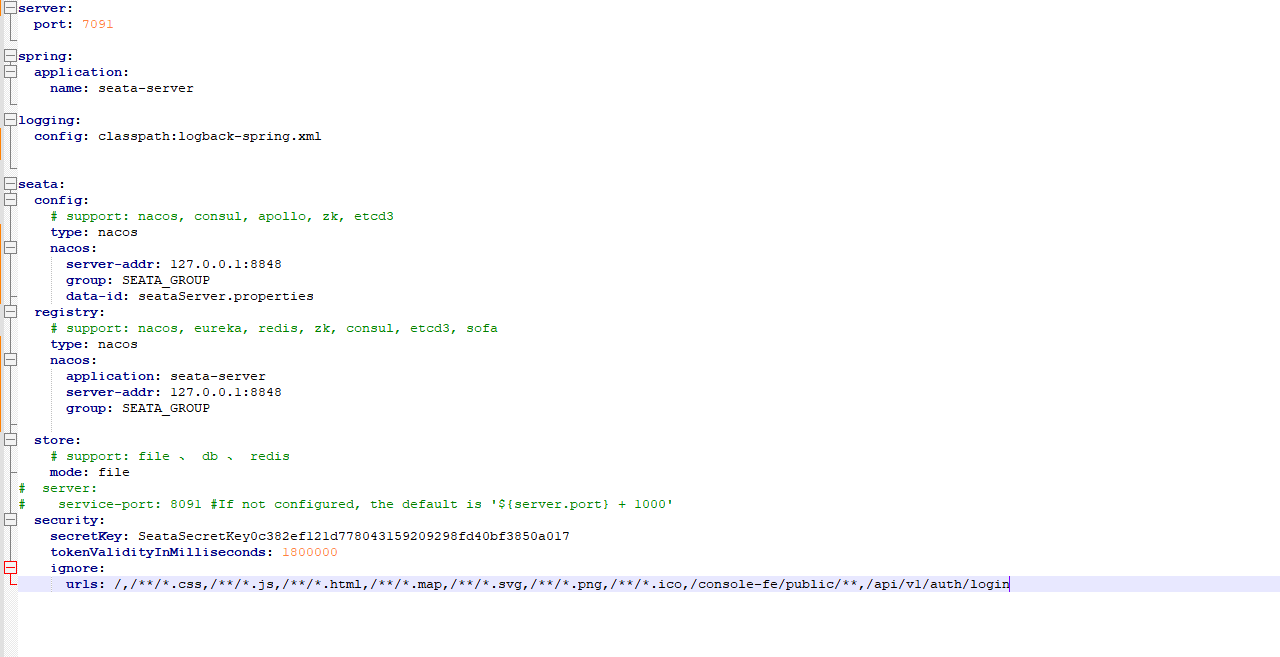 server:
  port: 7091

spring:
  application:
    name: seata-server

logging:
  config: classpath:logback-spring.xml


seata:
  config:
    # support: nacos, consul, apollo, zk, etcd3
    type: nacos
    nacos:
      server-addr: 127.0.0.1:8848
      group: SEATA_GROUP
      data-id: seataServer.properties
  registry:
    # support: nacos, eureka, redis, zk, consul, etcd3, sofa
    type: nacos
    nacos:
      application: seata-server
      server-addr: 127.0.0.1:8848
      group: SEATA_GROUP

  store:
    # support: file 、 db 、 redis
    mode: file
#  server:
#    service-port: 8091 #If not configured, the default is '${server.port} + 1000'
  security:
    secretKey: SeataSecretKey0c382ef121d778043159209298fd40bf3850a017
    tokenValidityInMilliseconds: 1800000
    ignore:
      urls: /,/**/*.css,/**/*.js,/**/*.html,/**/*.map,/**/*.svg,/**/*.png,/**/*.ico,/console-fe/public/**,/api/v1/auth/login